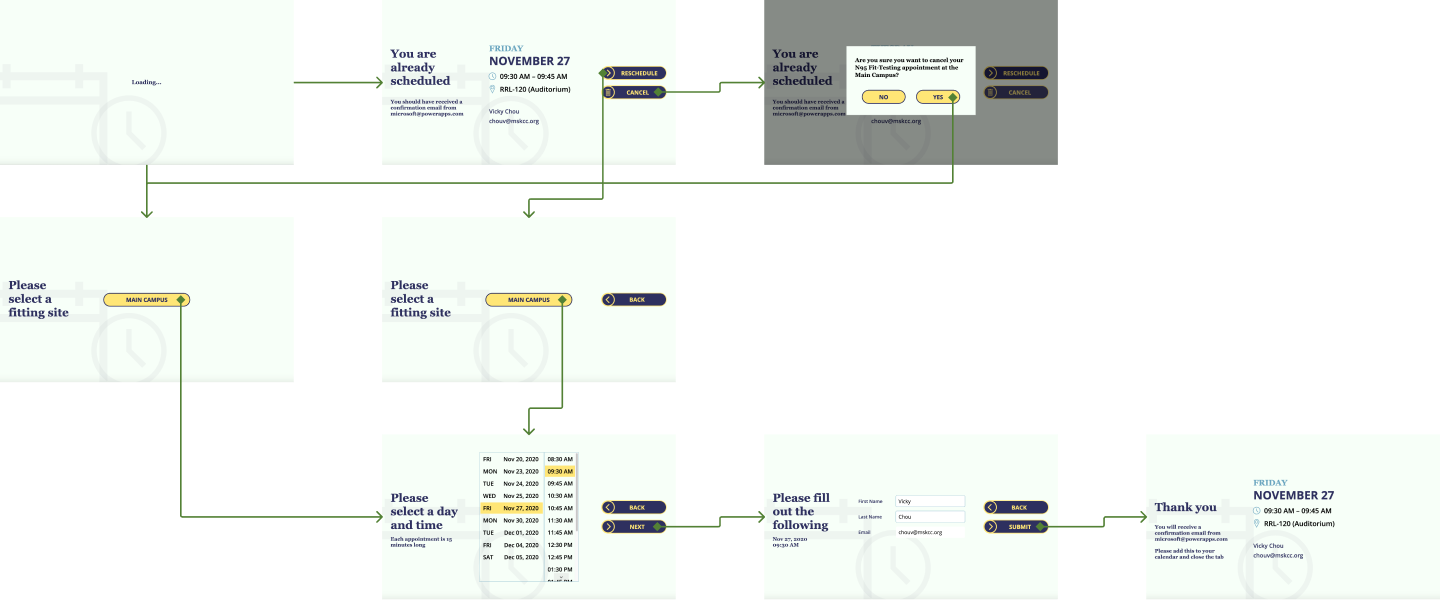 Loading...
You are
already
scheduled
You should have received a
confirmation email from
microsoft@powerapps.com
FRIDAY
NOVEMBER 27
09:30 AM – 09:45 AM
RRL-120 (Auditorium)
Vicky Chou
chouv@mskcc.org
RESCHEDULE
CANCEL
You are
already
scheduled
You should have received a
confirmation email from
microsoft@powerapps.com
Are you sure you want to cancel your
N95 Fit-Testing appointment at the
Main Campus?
NO
YES
chouv@mskcc.org
RESCHEDULE
CANCEL
Please
select a
fitting site
MAIN CAMPUS
Please
select a
fitting site
MAIN CAMPUS
BACK
Please
select a day
and time
Each appointment is 15
minutes long
FRI Nov 20, 2020
MON Nov 23, 2020
TUE Nov 24, 2020
WED Nov 25, 2020
FRI Nov 27, 2020
MON Nov 30, 2020
TUE Dec 01, 2020
FRI Dec 04, 2020
SAT Dec 05, 2020
08:30 AM
09:30 AM
09:45 AM
10:30 AM
10:45 AM
11:30 AM
11:45 AM
12:30 PM
12:45 PM
01:30 PM
BACK
NEXT
Please fill
out the
following
Nov 27, 2020
09:30 AM
First Name Vicky
Last Name Chou
Email chouv@mskcc.org
BACK
SUBMIT
Thank you
You will receive a
confirmation email from
microsoft@powerapps.com
Please add this to your
calendar and close the tab
FRIDAY
NOVEMBER 27
09:30 AM – 09:45 AM
RRL-120 (Auditorium)
Vicky Chou
chouv@mskcc.org